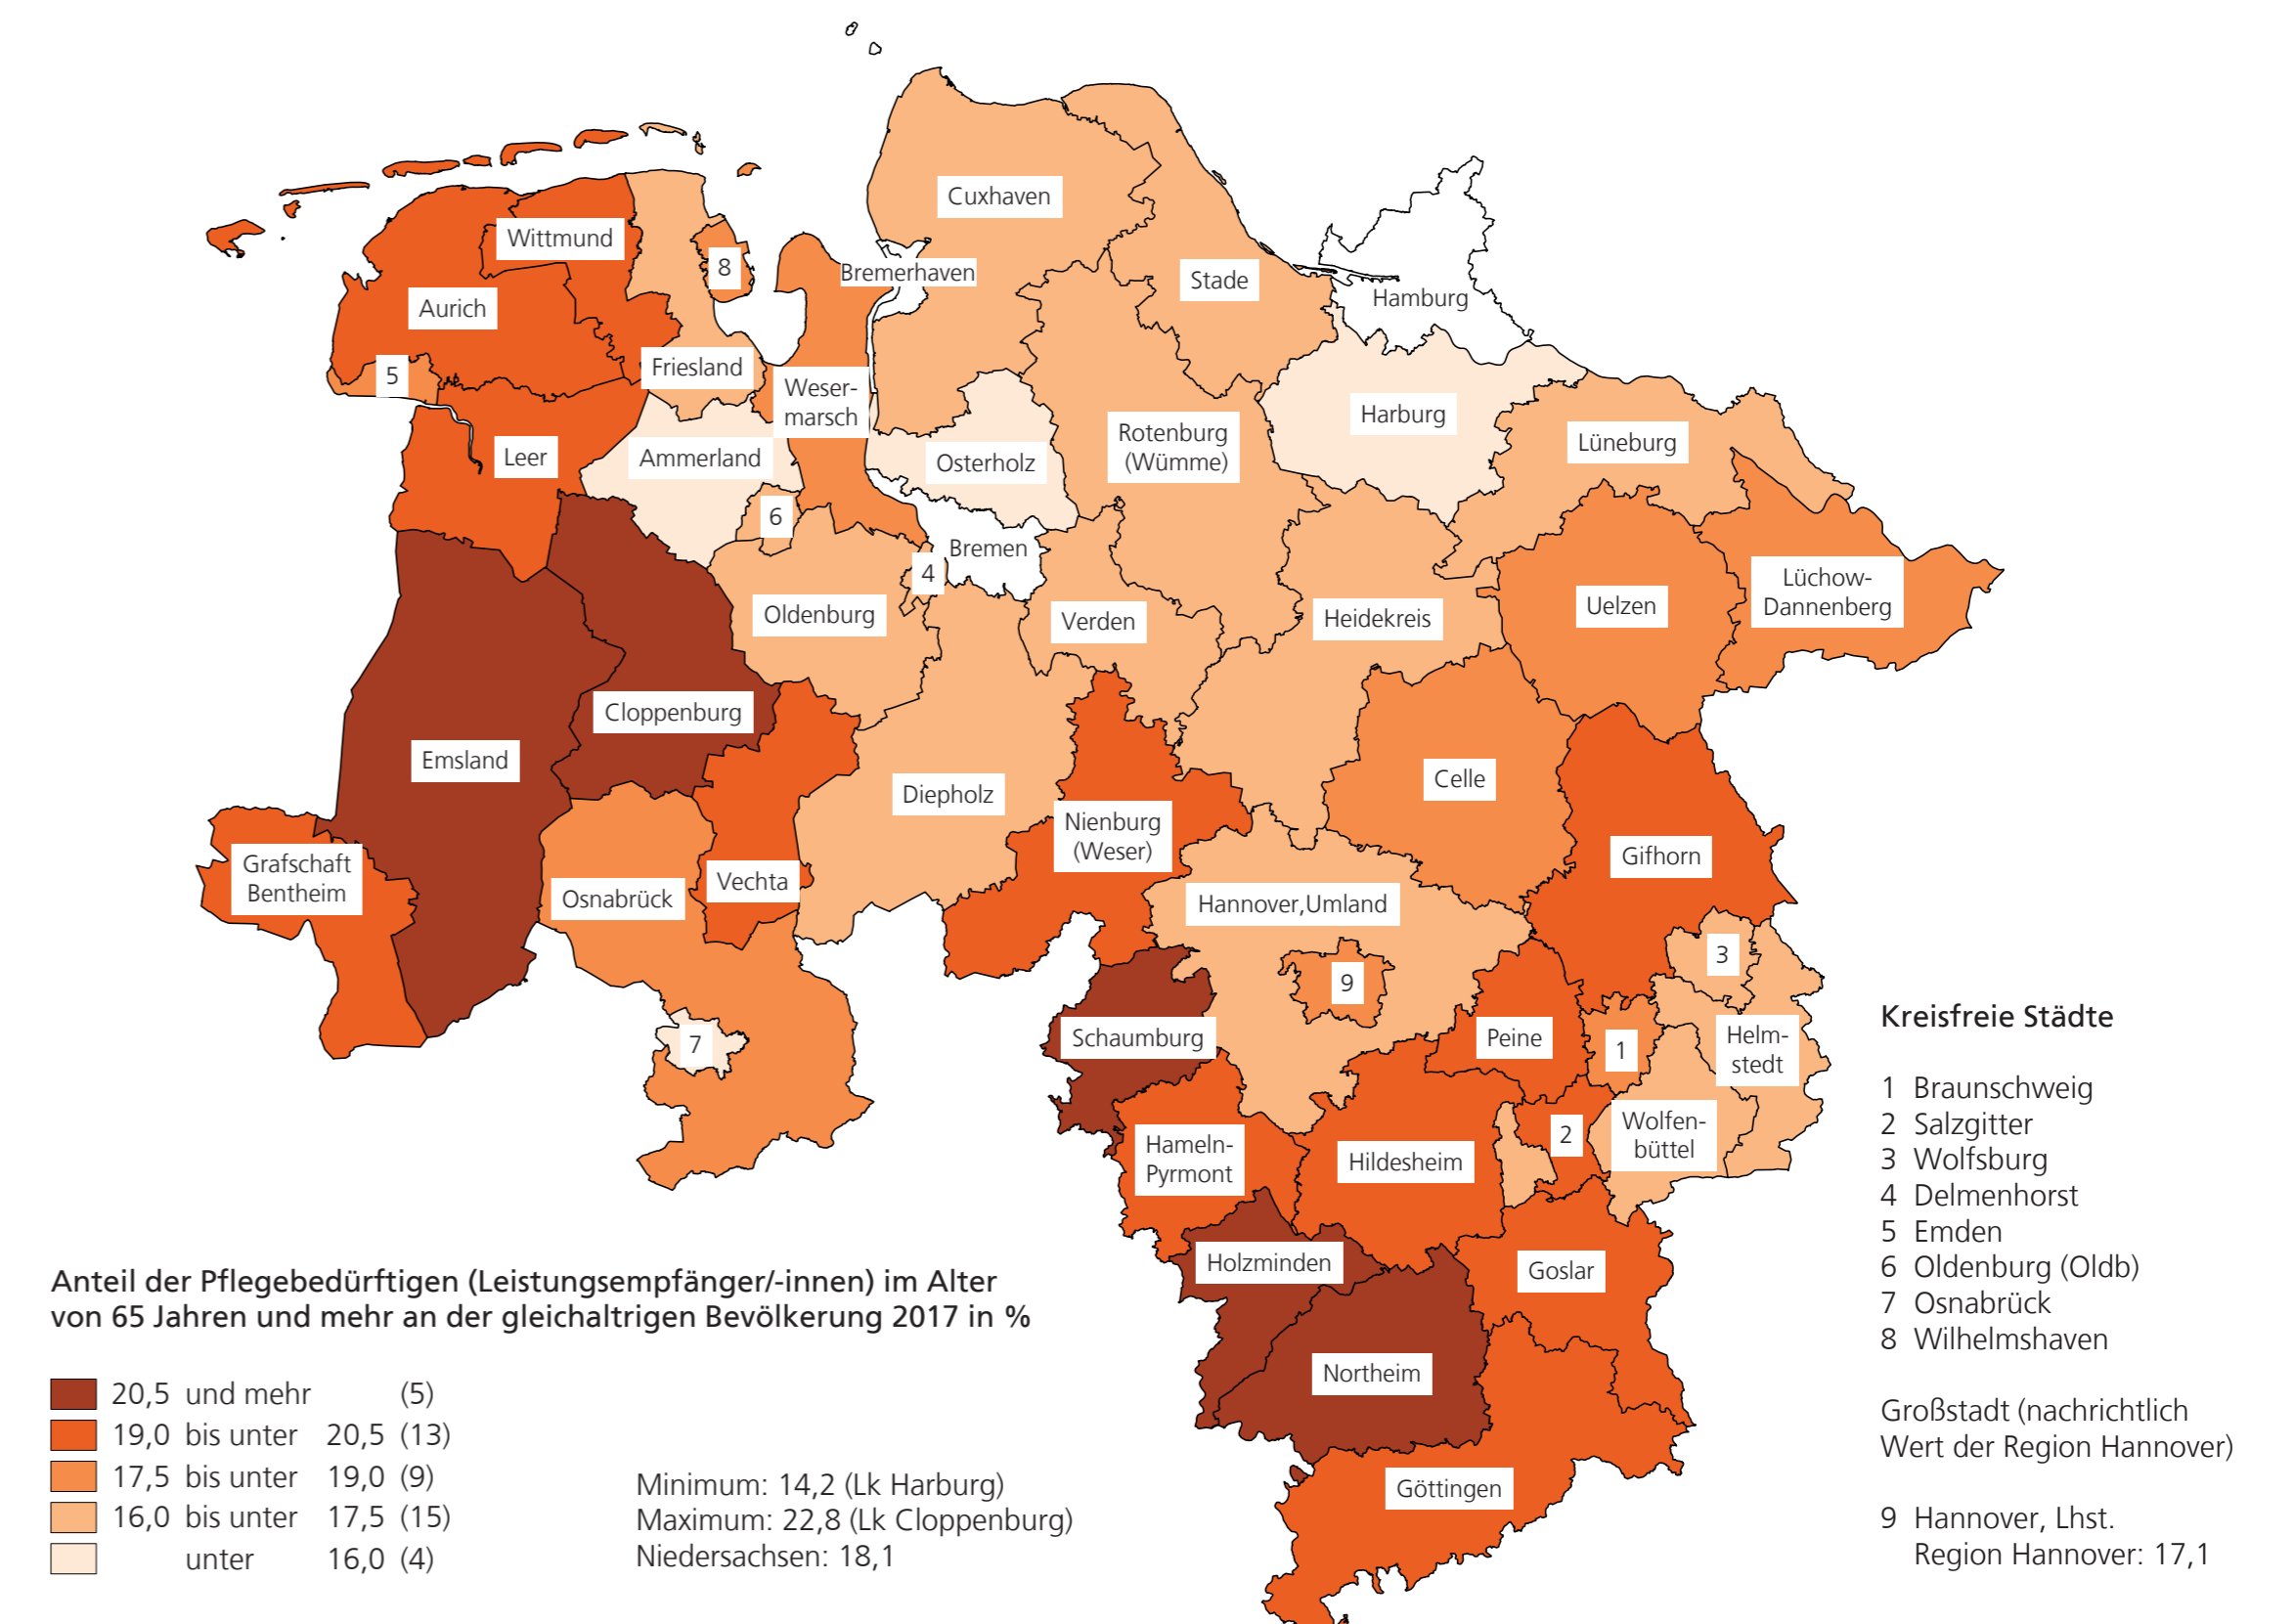 Cuxhaven
Wittmund
8
Bremerhaven
Stade
Hamburg
Aurich
5
Friesland
Weser-
marsch
Harburg
Rotenburg
(Wümme)
Lüneburg
Leer
Ammerland
Osterholz
6
Bremen
4
Lüchow-
Dannenberg
Oldenburg
Verden
Heidekreis
Uelzen
Cloppenburg
Emsland
Diepholz
Celle
Nienburg
(Weser)
Gifhorn
Grafschaft
Bentheim
Osnabrück
Vechta
Hannover,Umland
3
9
7
Schaumburg
Peine
1
Helm-
stedt
Hameln-
Pyrmont
Hildesheim
2
Wolfen-
büttel
Holzminden
Goslar
Northeim
Göttingen
Kreisfreie Städte
1 Braunschweig
2 Salzgitter
3 Wolfsburg
4 Delmenhorst
5 Emden
6 Oldenburg (Oldb)
7 Osnabrück
8 Wilhelmshaven
Großstadt (nachrichtlich
Wert der Region Hannover)
9 Hannover, Lhst.
Region Hannover: 17,1
Anteil der Pflegebedürftigen (Leistungsempfänger/-innen) im Alter
von 65 Jahren und mehr an der gleichaltrigen Bevölkerung 2017 in %
20,5 und mehr (5)
19,0 bis unter 20,5 (13)
17,5 bis unter 19,0 (9)
16,0 bis unter 17,5 (15)
unter 16,0 (4)
Minimum: 14,2 (Lk Harburg)
Maximum: 22,8 (Lk Cloppenburg)
Niedersachsen: 18,1